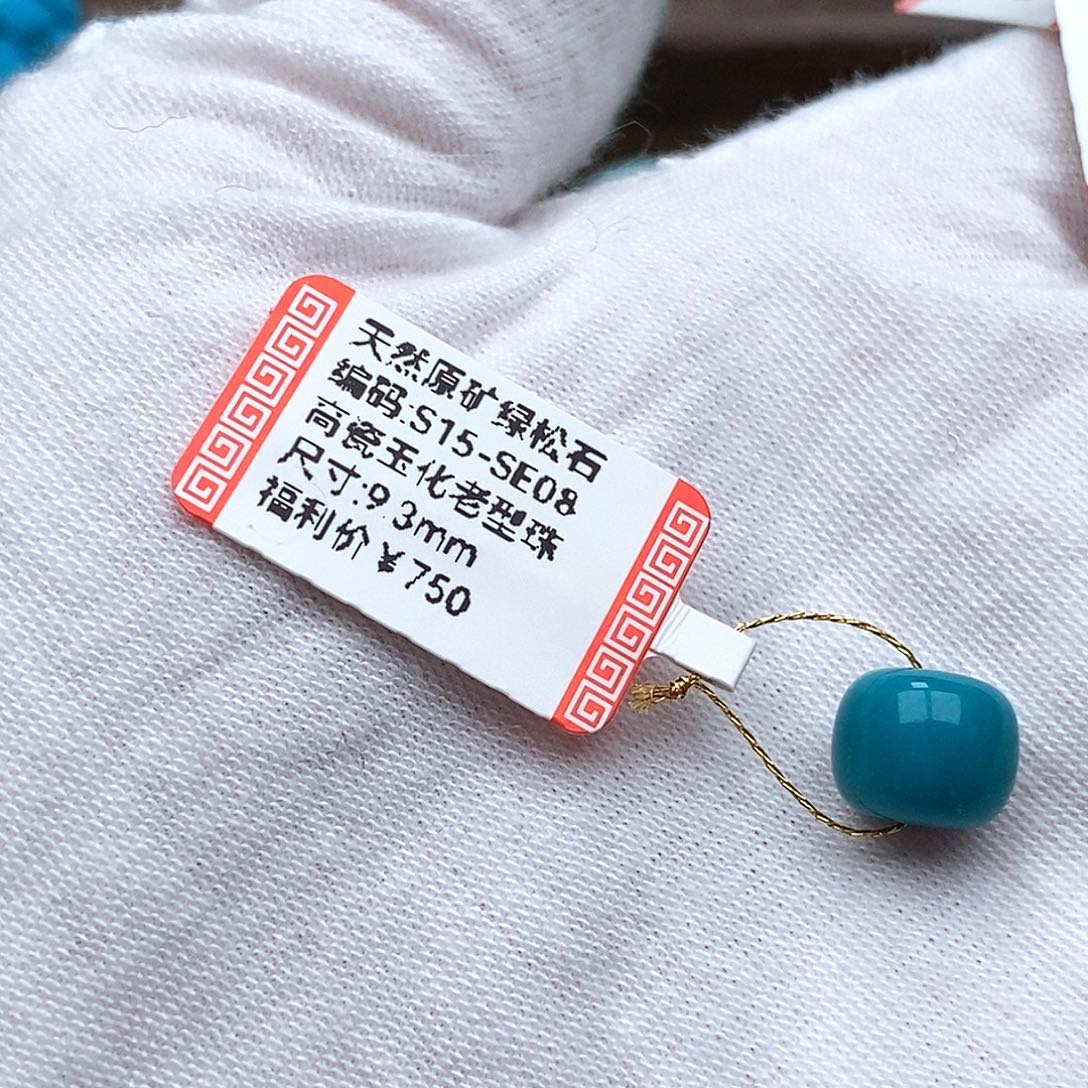 天然原矿绿松石
编码:S15-SE08
高瓷玉化老型珠
尺寸:9.3mm
福利价￥750